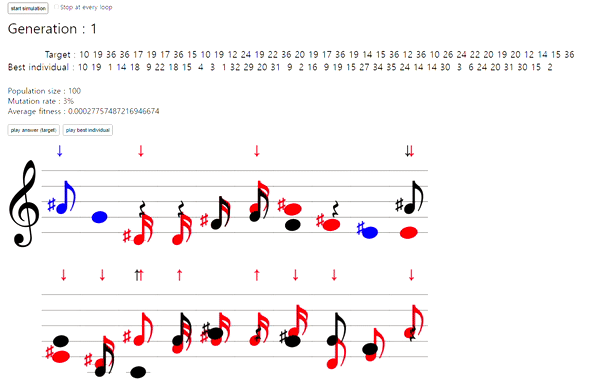 start simulation Stop at every loop
Generation : 1
Target : 10 19 36 36 17 19 17 36 15 10 19 12 24 19 22 36 20 19 17 36 19 14 15 36 10 24 20 19 20 12 14 15 36
Best individual : 10 19 1 14 18 9 22 18 15 4 3 1 32 29 20 31 9 2 16 9 19 15 27 34 35 24 14 14 30 3 6 24 20 31 30 15 2
Population size : 100
Mutation rate : 3%
Average fitness : 0.00027757487216946674
play answer (target) play best individual